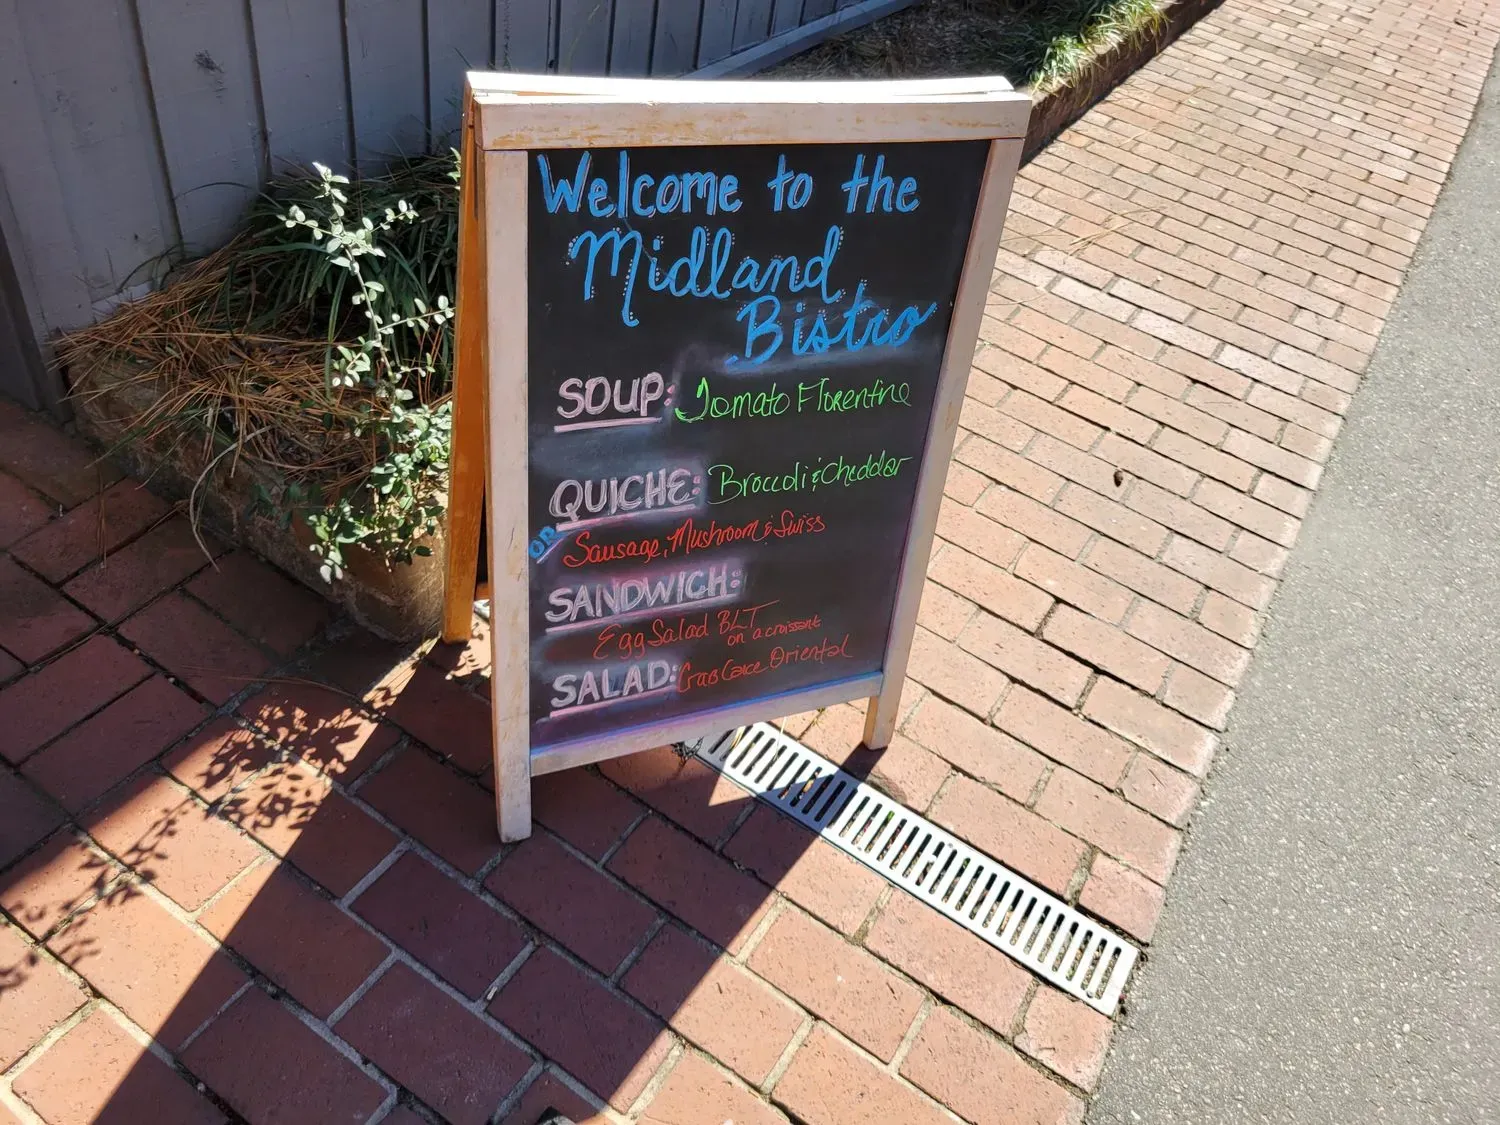 Welcome to the
Midland
Bistro
SOUP: Tomato Florentine
QUICHE: Broccoli & Cheddar
OR Sausage, Mushroom & Swiss
SANDWICH:
Egg Salad BLT
on a croissant
SALAD: Crab Cake Oriental